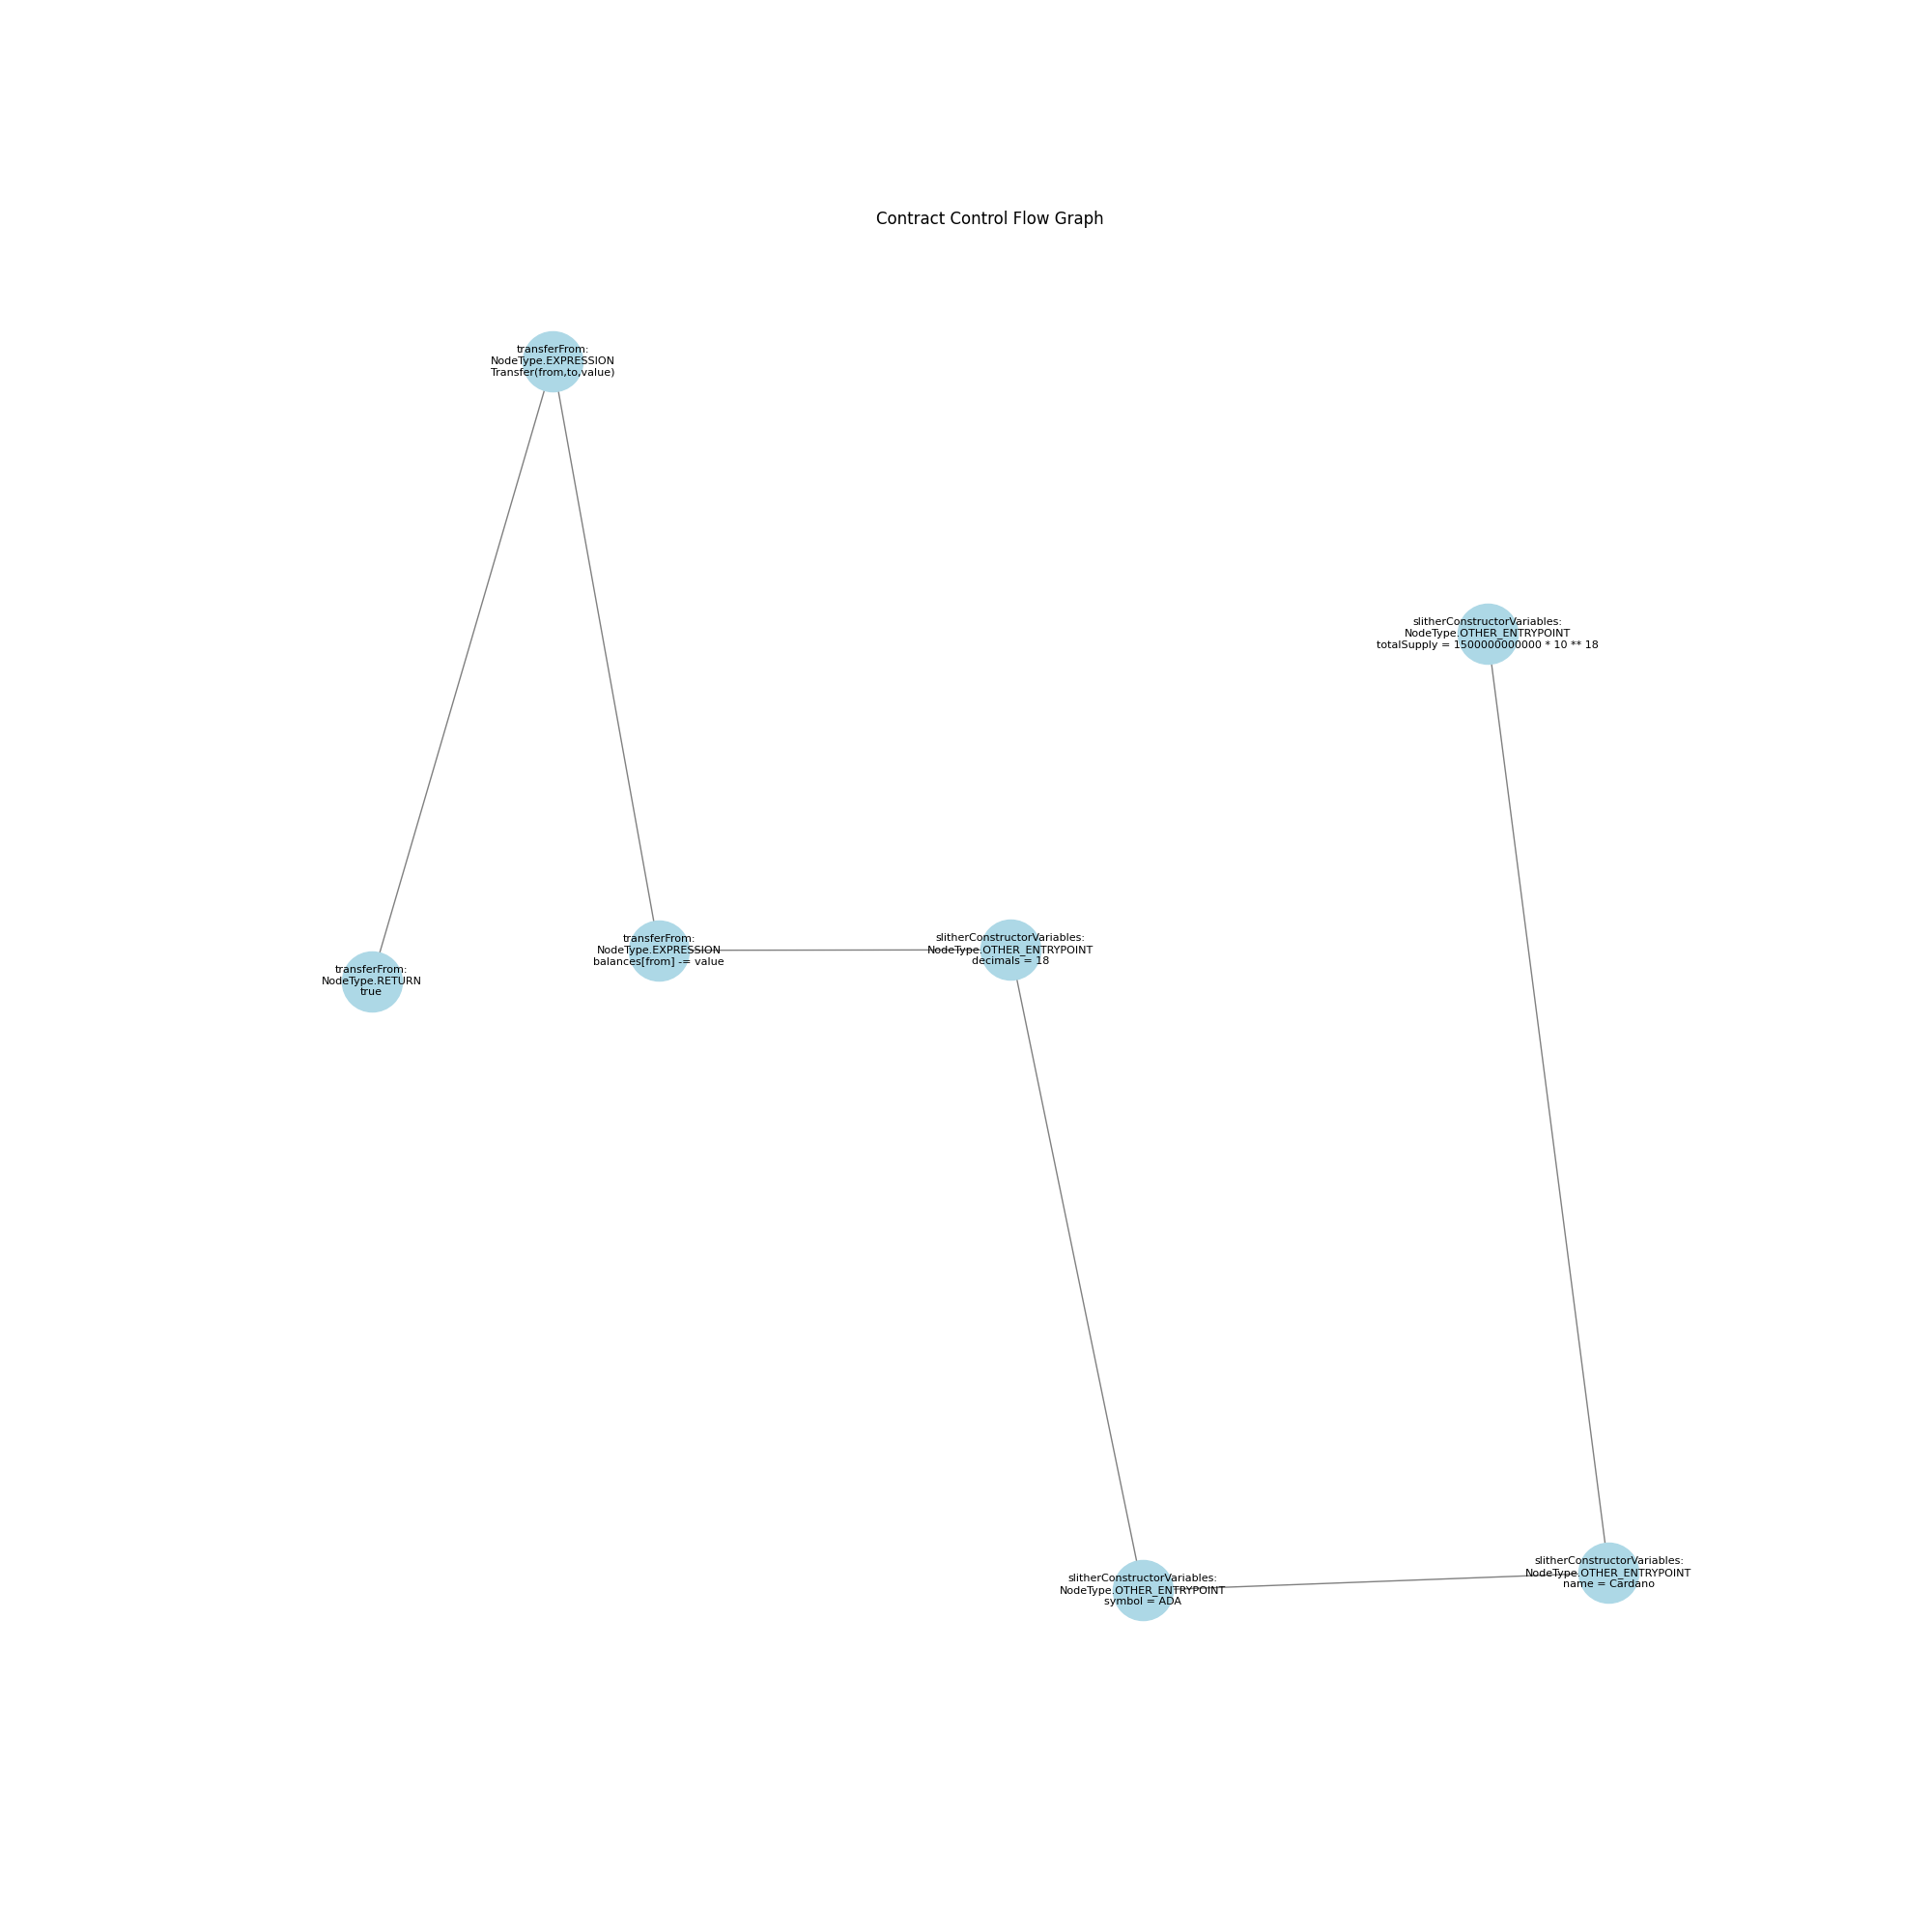 Contract Control Flow Graph
transferFrom:
NodeType.EXPRESSION
Transfer(from,to,value)
slitherConstructorVariables:
NodeType.OTHER_ENTRYPOINT
totalSupply = 1500000000000 * 10 ** 18
transferFrom:
NodeType.EXPRESSION
balances[from] -= value
slitherConstructorVariables:
NodeType.OTHER_ENTRYPOINT
decimals = 18
transferFrom:
NodeType.RETURN
true
slitherConstructorVariables:
NodeType.OTHER_ENTRYPOINT
symbol = ADA
slitherConstructorVariables:
NodeType.OTHER_ENTRYPOINT
name = Cardano